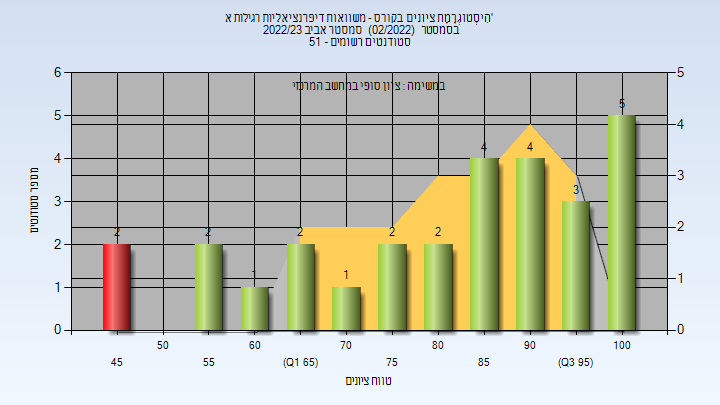 הִיסְטוֹגְרָמַת ציונים בקורס - משוואות דיפרנציאליות רגילות א'
בסמסטר (02/2022) סמסטר אביב 2022/23
סטודנטים רשומים - 51
במשימה : ציון סופי במחשב המרכזי
מספר סטודנטים
6 5 4 3 2 1 0
5 4 3 2 1 0
2 2 1 2 1 2 2 4 4 3 5
45 50 55 60 (Q1 65) 70 75 80 85 90 (Q3 95) 100
טווח ציונים